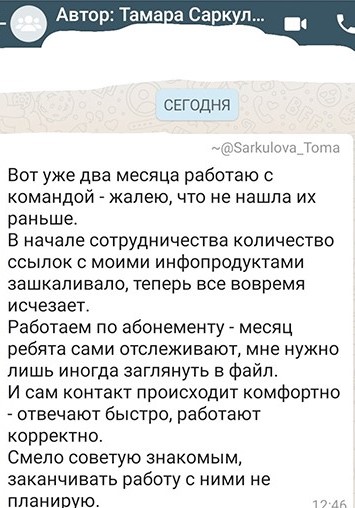 Автор: Тамара Саркул...
СЕГОДНЯ
~@Sarkulova_Toma
Вот уже два месяца работаю с
командой - жалею, что не нашла их
раньше.
В начале сотрудничества количество
ссылок с моими инфопродуктами
зашкаливало, теперь все вовремя
исчезает.
Работаем по абонементу - месяц
ребята сами отслеживают, мне нужно
лишь иногда заглянуть в файл.
И сам контакт происходит комфортно
- отвечают быстро, работают
корректно.
Смело советую знакомым,
заканчивать работу с ними не
планирую.
12:46